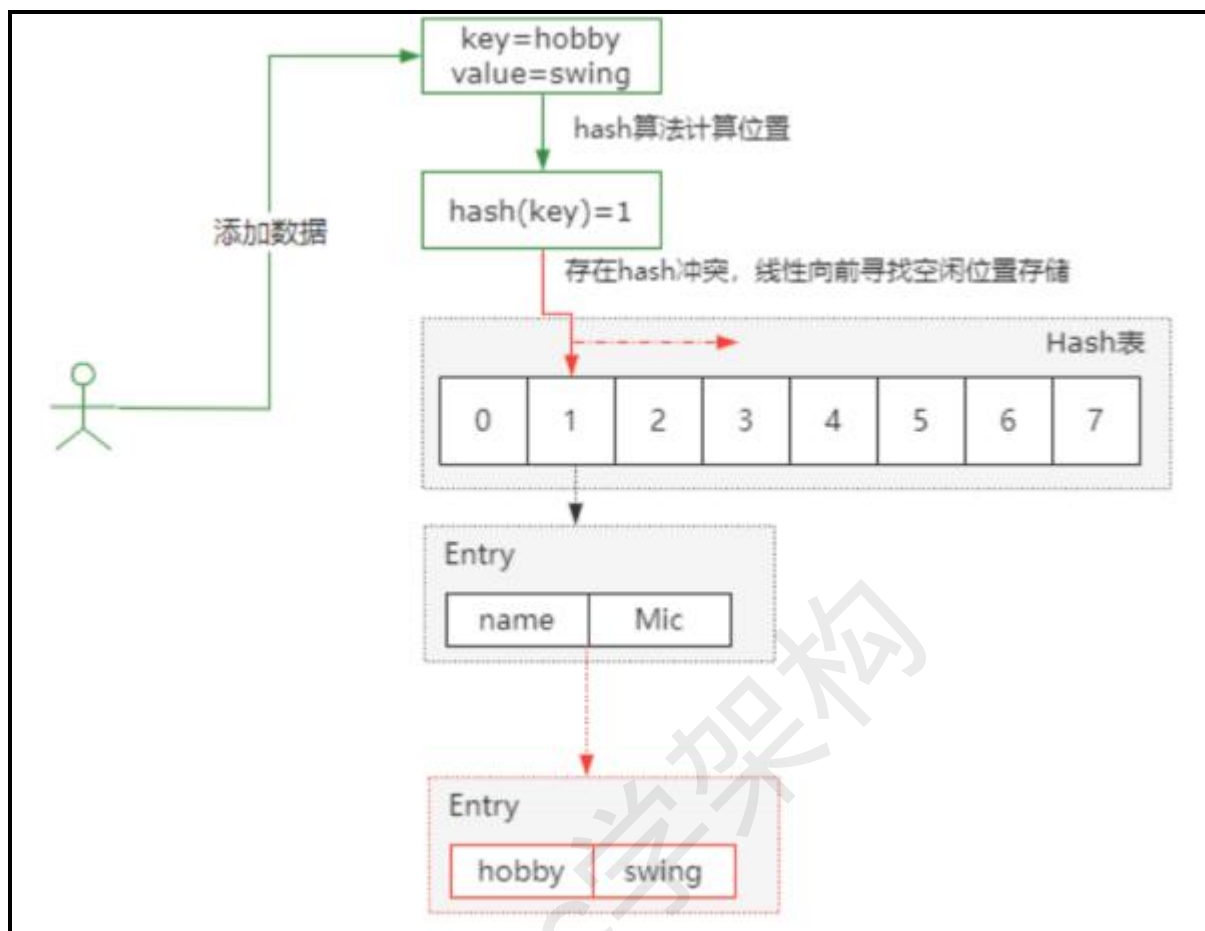 key=hobby
value=swing
hash算法计算位置
hash(key)=1
添加数据
存在hash冲突，线性向前寻找空闲位置存储
Hash表
0 1 2 3 4 5 6 7
Entry
name Mic
Entry
hobby swing
学架构